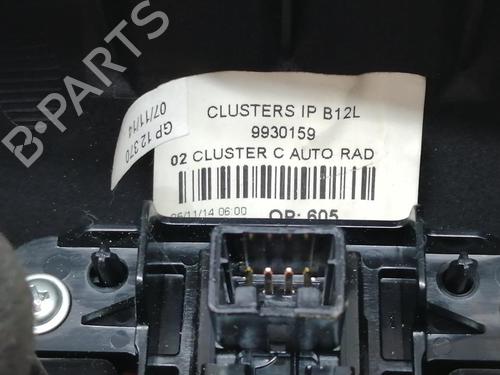 B-PARTS
CLUSTERS IP B12L
9930159
02 CLUSTER C AUTO RAD
06/11/14 06:00 OP: 605
GP 12 370
07/11/14